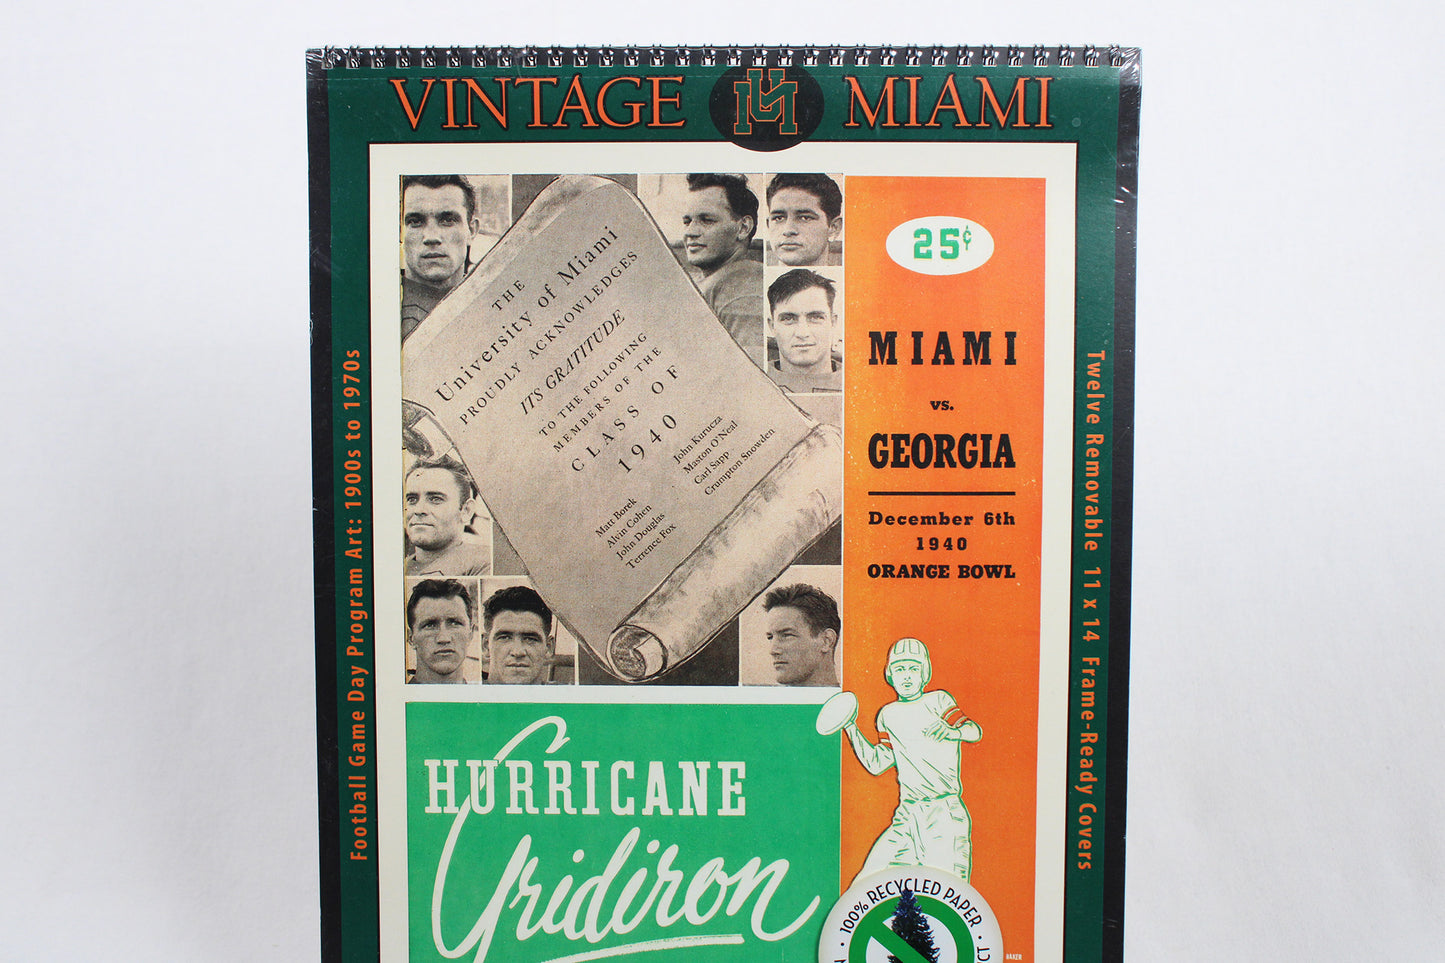 VINTAGE UM MIAMI
Football Game Day Program Art: 1900s to 1970s
Twelve Removable 11 x 14 Frame-Ready Covers
THE
University of Miami
PROUDLY ACKNOWLEDGES
ITS GRATITUDE
TO THE FOLLOWING
MEMBERS OF THE
CLASS OF
1940
Matt Borek
Alvin Cohen
John Douglas
Terrence Fox
John Kurucza
Maston O'Neal
Carl Sapp
Crumpton Snowden
25¢
MIAMI
vs.
GEORGIA
December 6th
1940
ORANGE BOWL
HURRICANE
Gridiron
• 100% RECYCLED PAPER •
BAKER